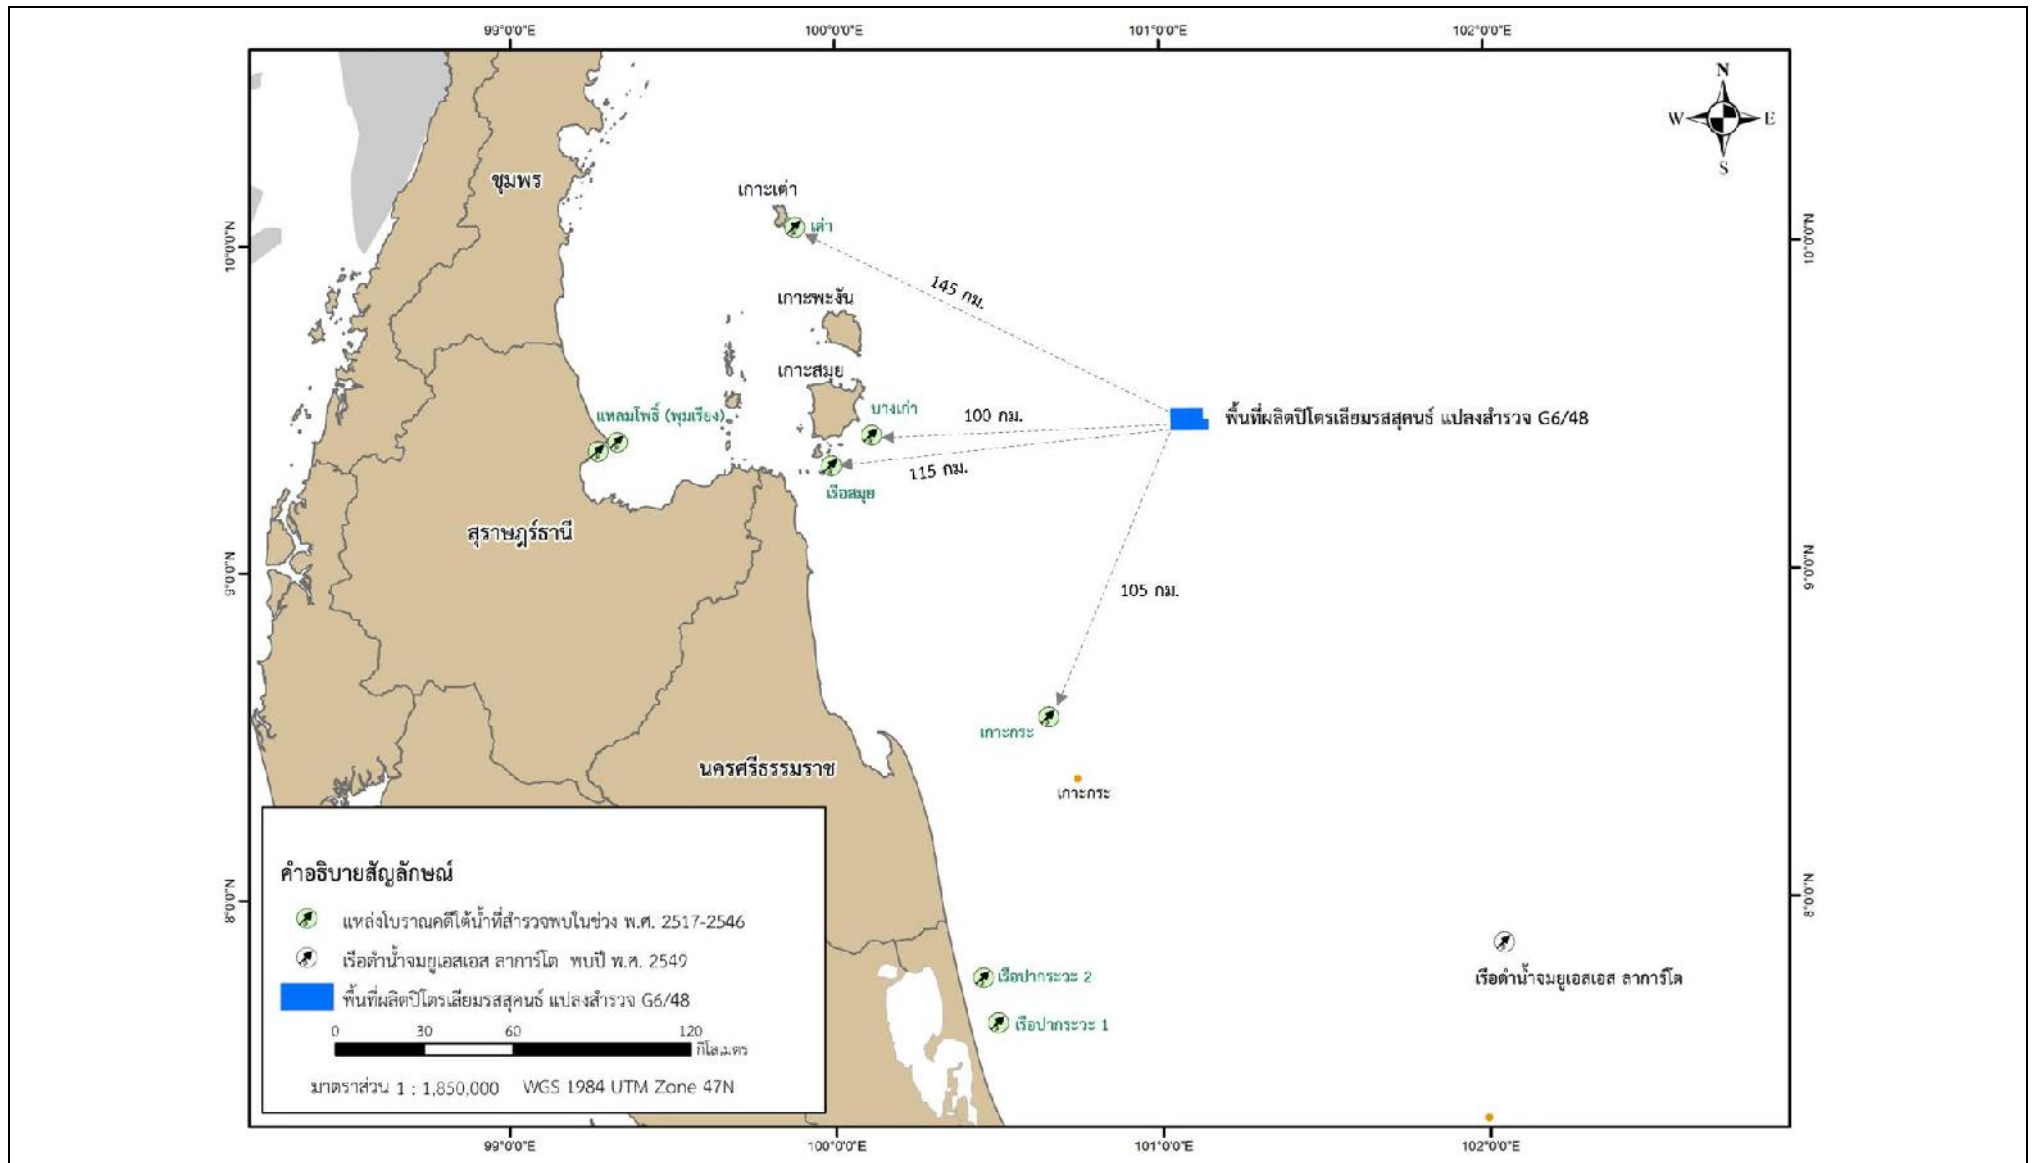 99°0'0"E 100°0'0"E 101°0'0"E 102°0'0"E
N
W E
S
ชุมพร
เกาะเต่า
เต่า
10°0'0"N 10°0'0"N
145 กม.
เกาะพะงัน
เกาะสมุย
แหลมโพธิ์ (พุมเรียง)
บางเก่า
100 กม.
พื้นที่ผลิตปิโตรเลียมรสสุคนธ์ แปลงสำรวจ G6/48
115 กม.
เรือสมุย
สุราษฎร์ธานี
9°0'0"N 9°0'0"N
105 กม.
เกาะกระ
นครศรีธรรมราช
เกาะกระ
คำอธิบายสัญลักษณ์
แหล่งโบราณคดีใต้น้ำที่สำรวจพบในช่วง พ.ศ. 2517-2546
8°0'0"N 8°0'0"N
เรือดำน้ำจมยูเอสเอส ลาการ์โต พบปี พ.ศ. 2549
เรือดำน้ำจมยูเอสเอส ลาการ์โต
เรือปากระวะ 2
พื้นที่ผลิตปิโตรเลียมรสสุคนธ์ แปลงสำรวจ G6/48
เรือปากระวะ 1
0 30 60 120
กิโลเมตร
มาตราส่วน 1 : 1,850,000 WGS 1984 UTM Zone 47N
99°0'0"E 100°0'0"E 101°0'0"E 102°0'0"E